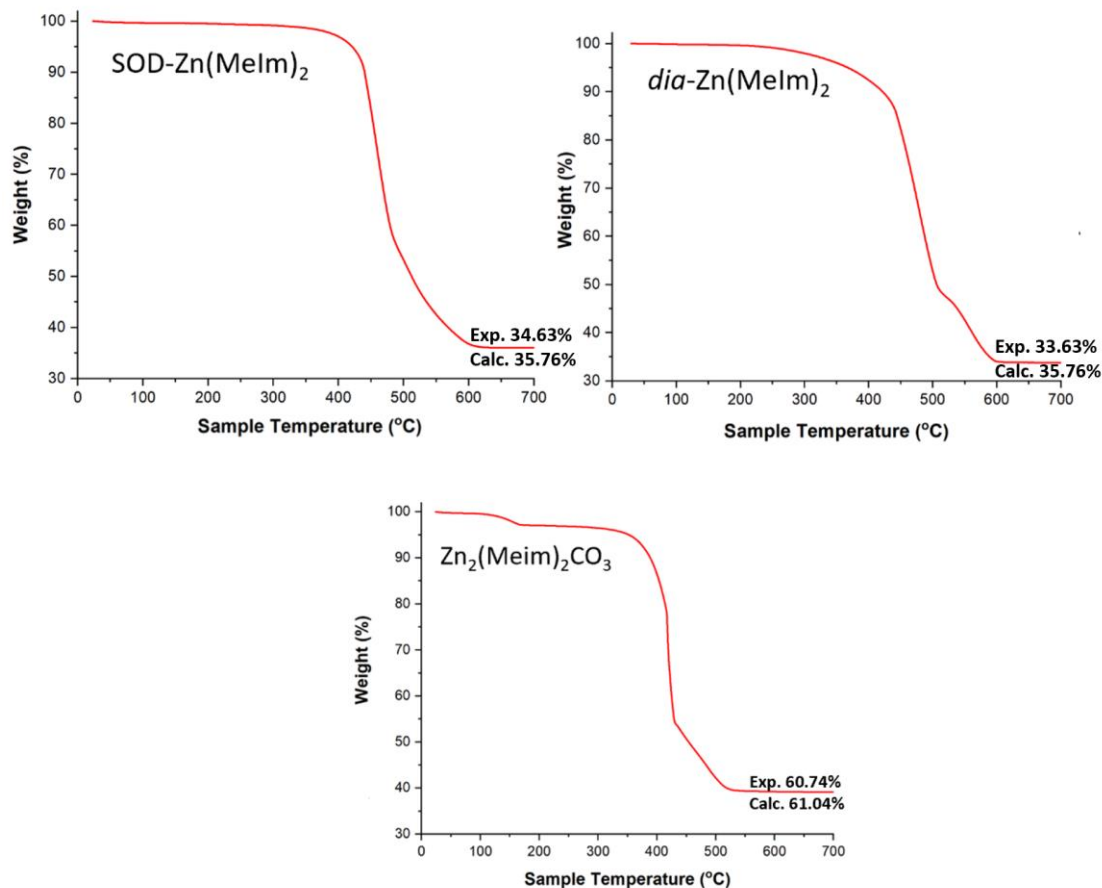 SOD-Zn(MeIm)₂
Weight (%)
100
90
80
70
60
50
40
30
Exp. 34.63%
Calc. 35.76%
0 100 200 300 400 500 600 700
Sample Temperature (°C)
dia-Zn(MeIm)₂
Weight (%)
100
90
80
70
60
50
40
30
Exp. 33.63%
Calc. 35.76%
0 100 200 300 400 500 600 700
Sample Temperature (°C)
Zn₂(Meim)₂CO₃
Weight (%)
100
90
80
70
60
50
40
30
Exp. 60.74%
Calc. 61.04%
0 100 200 300 400 500 600 700
Sample Temperature (°C)